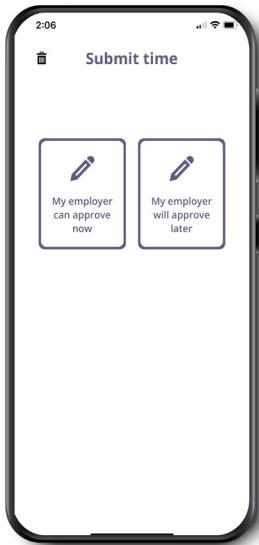 2:06
Submit time
My employer
can approve
now
My employer
will approve
later